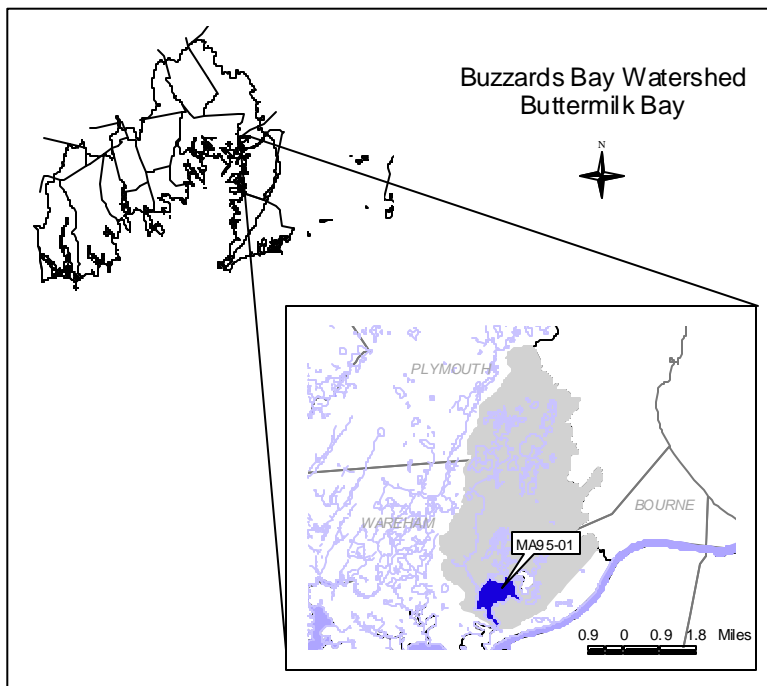 Buzzards Bay Watershed
Buttermilk Bay
N
PLYMOUTH
WAREHAM
BOURNE
MA95-01
0.9 0 0.9 1.8 Miles